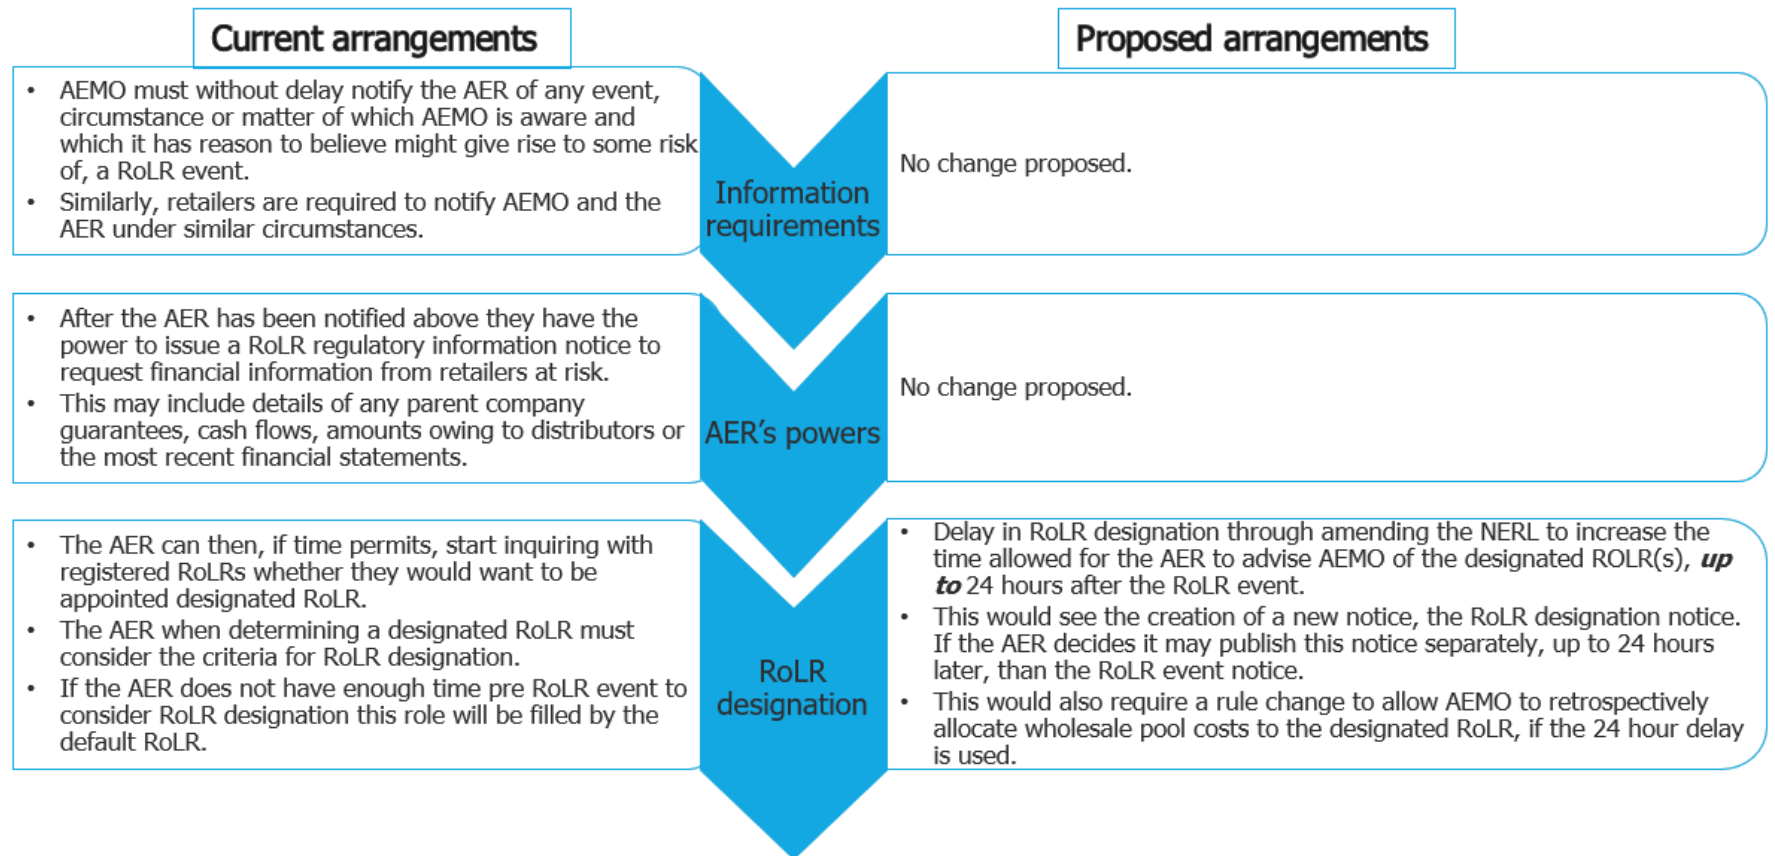 Current arrangements
Proposed arrangements
• AEMO must without delay notify the AER of any event,
circumstance or matter of which AEMO is aware and
which it has reason to believe might give rise to some risk
of, a RoLR event.
• Similarly, retailers are required to notify AEMO and the
AER under similar circumstances.
Information
requirements
No change proposed.
• After the AER has been notified above they have the
power to issue a RoLR regulatory information notice to
request financial information from retailers at risk.
• This may include details of any parent company
guarantees, cash flows, amounts owing to distributors or
the most recent financial statements.
AER's powers
No change proposed.
• The AER can then, if time permits, start inquiring with
registered RoLRs whether they would want to be
appointed designated RoLR.
• The AER when determining a designated RoLR must
consider the criteria for RoLR designation.
• If the AER does not have enough time pre RoLR event to
consider RoLR designation this role will be filled by the
default RoLR.
RoLR
designation
• Delay in RoLR designation through amending the NERL to increase the
time allowed for the AER to advise AEMO of the designated ROLR(s), up
to 24 hours after the RoLR event.
• This would see the creation of a new notice, the RoLR designation notice.
If the AER decides it may publish this notice separately, up to 24 hours
later, than the RoLR event notice.
• This would also require a rule change to allow AEMO to retrospectively
allocate wholesale pool costs to the designated RoLR, if the 24 hour delay
is used.